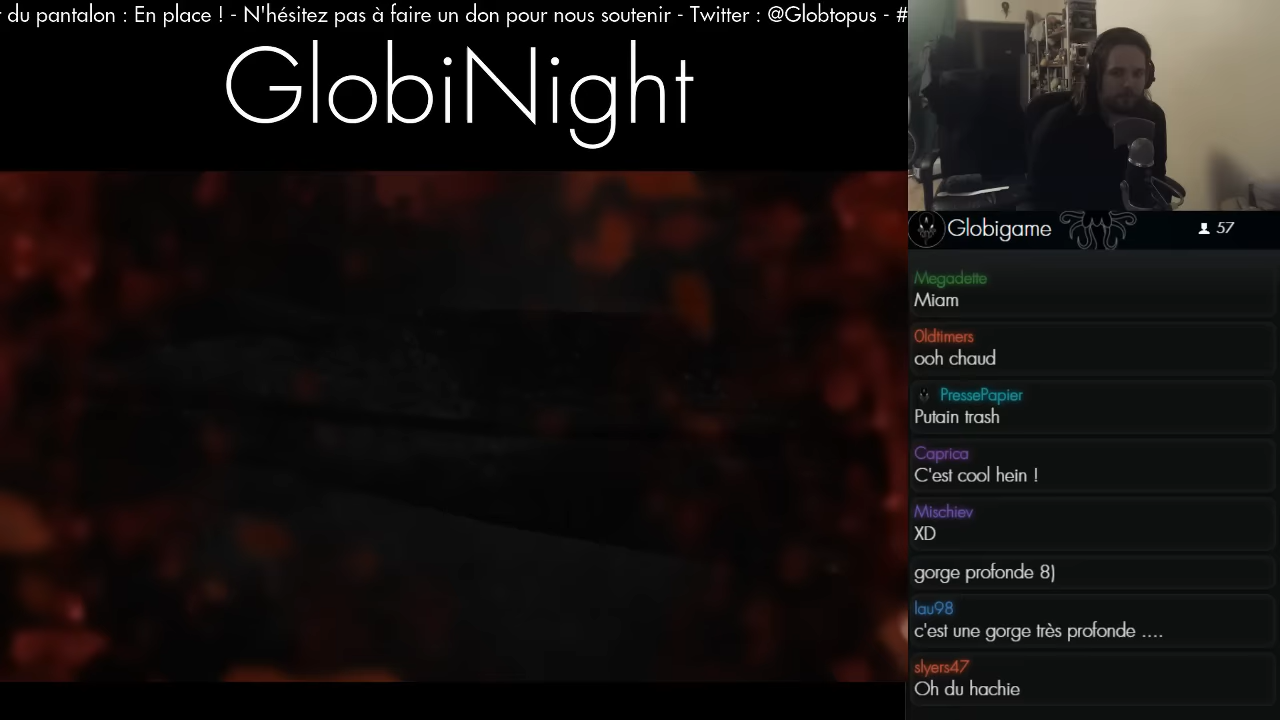 du pantalon : En place ! - N'hésitez pas à faire un don pour nous soutenir - Twitter : @Globtopus - #
GlobiNight
Globigame 57
Megadette
Miam
0ldtimers
ooh chaud
PressePapier
Putain trash
Caprica
C'est cool hein !
Mischiev
XD
gorge profonde 8)
lau98
c'est une gorge très profonde ....
slyers47
Oh du hachie